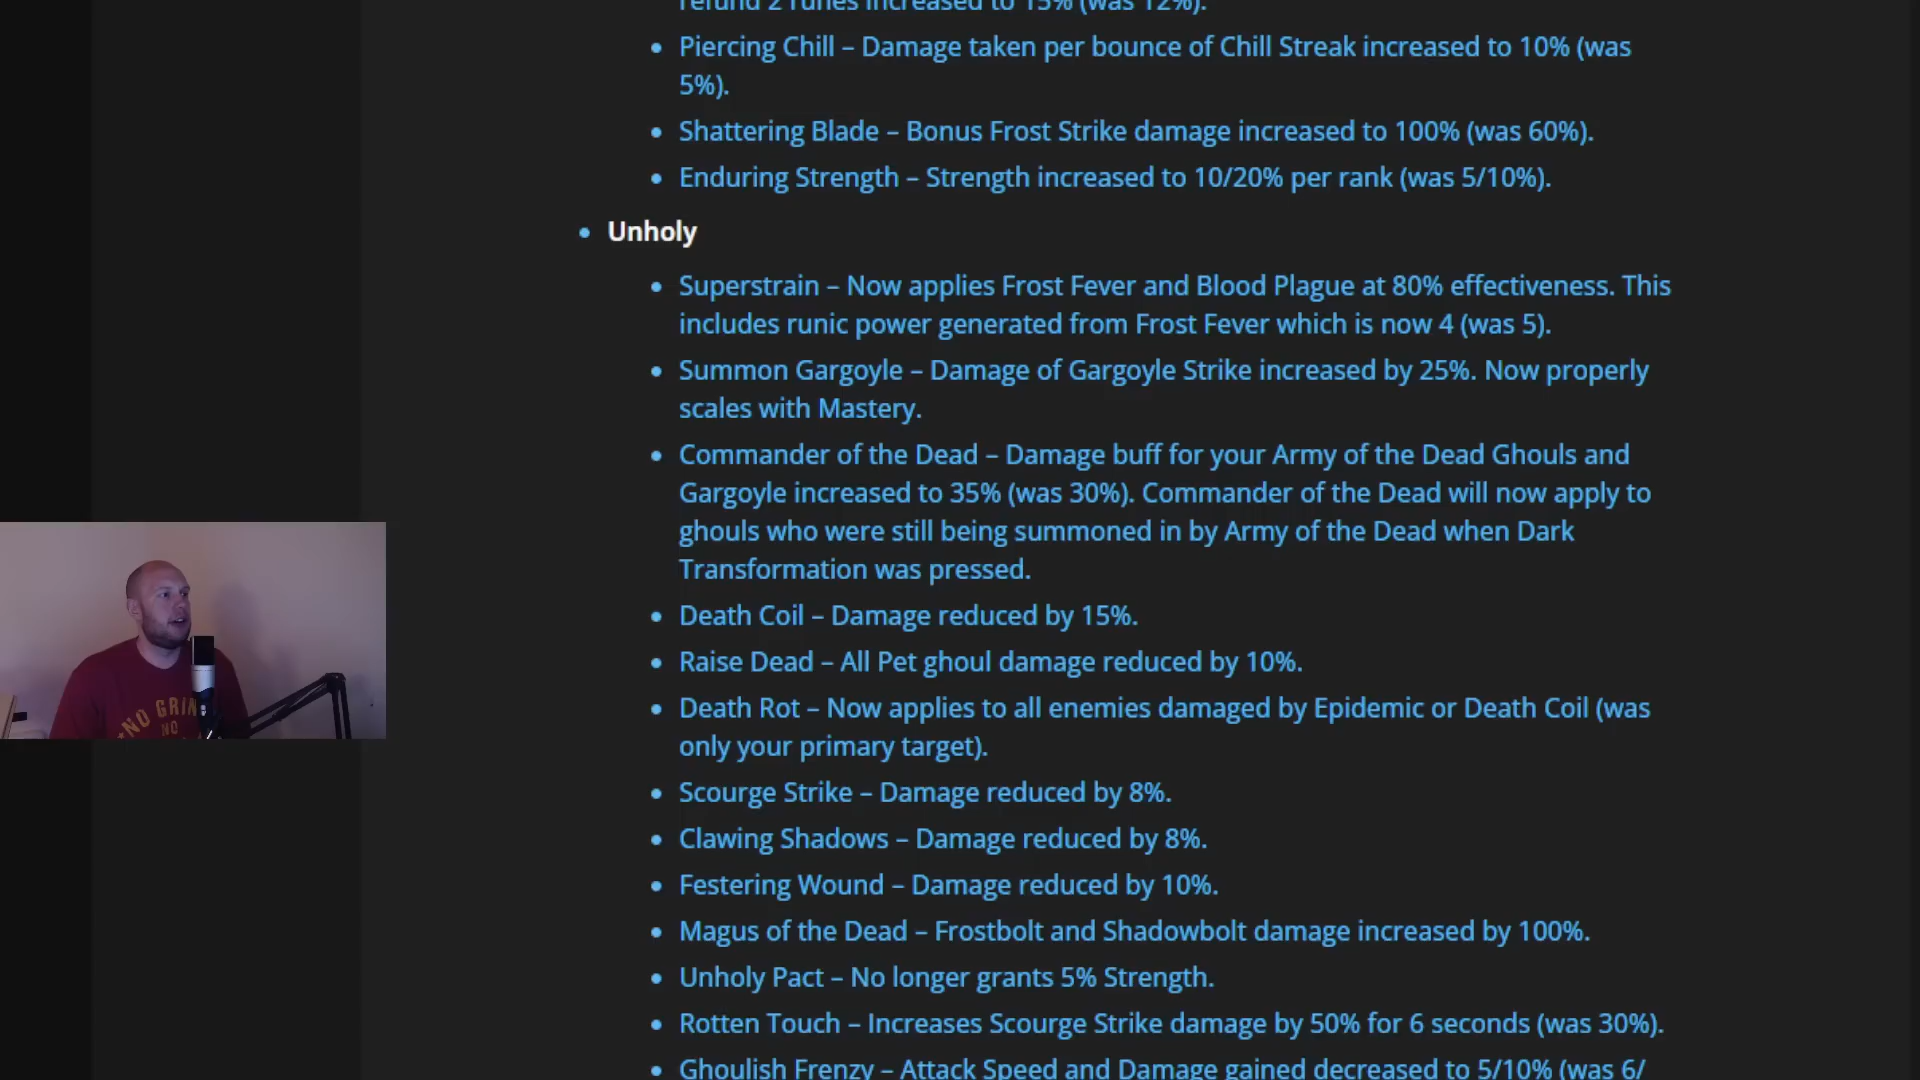 refund 2 runes increased to 15% (was 12%).
• Piercing Chill – Damage taken per bounce of Chill Streak increased to 10% (was
5%).
• Shattering Blade – Bonus Frost Strike damage increased to 100% (was 60%).
• Enduring Strength – Strength increased to 10/20% per rank (was 5/10%).
• Unholy
• Superstrain – Now applies Frost Fever and Blood Plague at 80% effectiveness. This
includes runic power generated from Frost Fever which is now 4 (was 5).
• Summon Gargoyle – Damage of Gargoyle Strike increased by 25%. Now properly
scales with Mastery.
• Commander of the Dead – Damage buff for your Army of the Dead Ghouls and
Gargoyle increased to 35% (was 30%). Commander of the Dead will now apply to
ghouls who were still being summoned in by Army of the Dead when Dark
Transformation was pressed.
• Death Coil – Damage reduced by 15%.
• Raise Dead – All Pet ghoul damage reduced by 10%.
• Death Rot – Now applies to all enemies damaged by Epidemic or Death Coil (was
only your primary target).
• Scourge Strike – Damage reduced by 8%.
• Clawing Shadows – Damage reduced by 8%.
• Festering Wound – Damage reduced by 10%.
• Magus of the Dead – Frostbolt and Shadowbolt damage increased by 100%.
• Unholy Pact – No longer grants 5% Strength.
• Rotten Touch – Increases Scourge Strike damage by 50% for 6 seconds (was 30%).
• Ghoulish Frenzy – Attack Speed and Damage gained decreased to 5/10% (was 6/
NO GRIN
NO